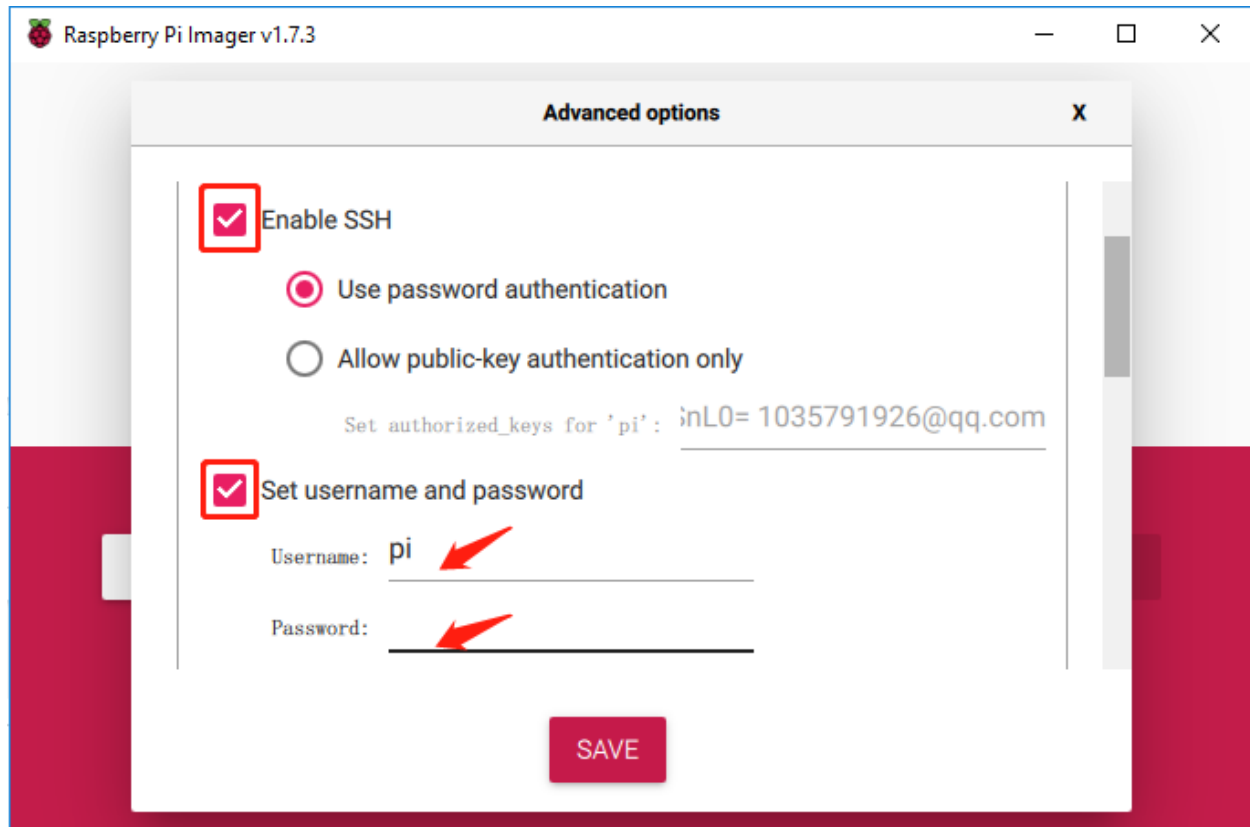 Raspberry Pi Imager v1.7.3
Advanced options X
Enable SSH
Use password authentication
Allow public-key authentication only
Set authorized_keys for 'pi': nL0= 1035791926@qq.com
Set username and password
Username: pi
Password:
SAVE